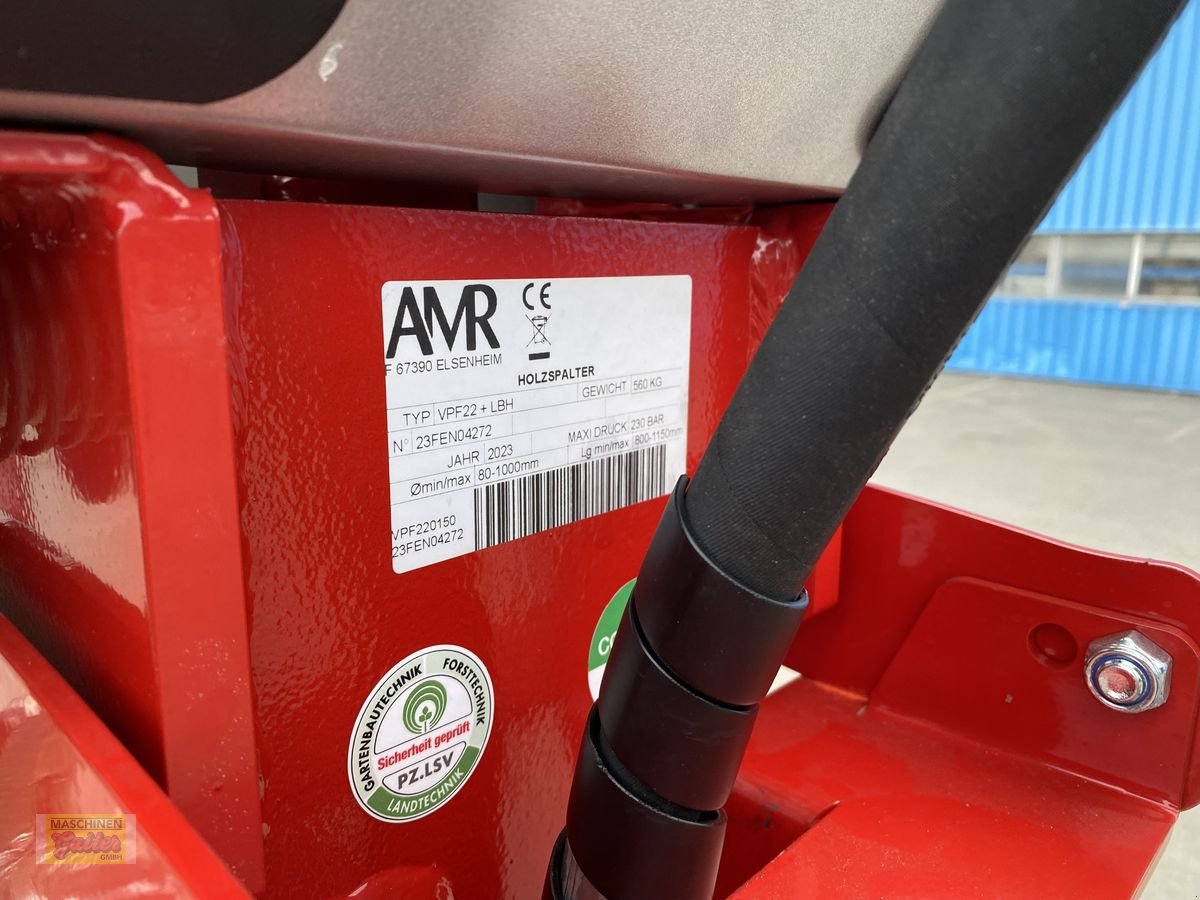 AMR
CE
F 67390 ELSENHEIM
HOLZSPALTER
TYP VPF22 + LBH GEWICHT 560 KG
N° 23FEN04272
JAHR 2023 MAXI DRUCK 230 BAR
Ømin/max 80-1000mm Lg min/max 800-1150mm
VPF220150
23FEN04272
GARTENBAUTECHNIK FORSTTECHNIK
Sicherheit geprüft
PZ.LSV
LANDTECHNIK
MASCHINEN
Gailer
GMBH